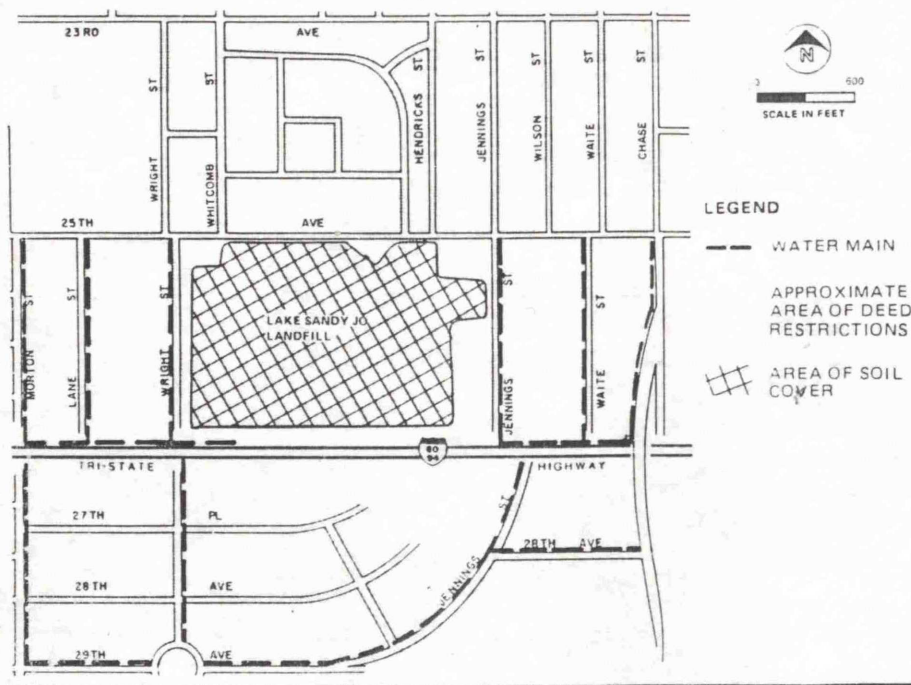 23 RD AVE
N
0 600
SCALE IN FEET
WRIGHT ST
WHITCOMB ST
HENDRICKS ST
JENNINGS ST
WILSON ST
WAITE ST
CHASE ST
25TH AVE
LEGEND
WATER MAIN
APPROXIMATE
AREA OF DEED
RESTRICTIONS
AREA OF SOIL
COVER
MORTON ST
LANE ST
WRIGHT ST
LAKE SANDY JO
LANDFILL
JENNINGS ST
WAITE ST
80
94
TRI-STATE HIGHWAY
27TH PL
28TH AVE
JENNINGS ST
28TH AVE
29TH AVE